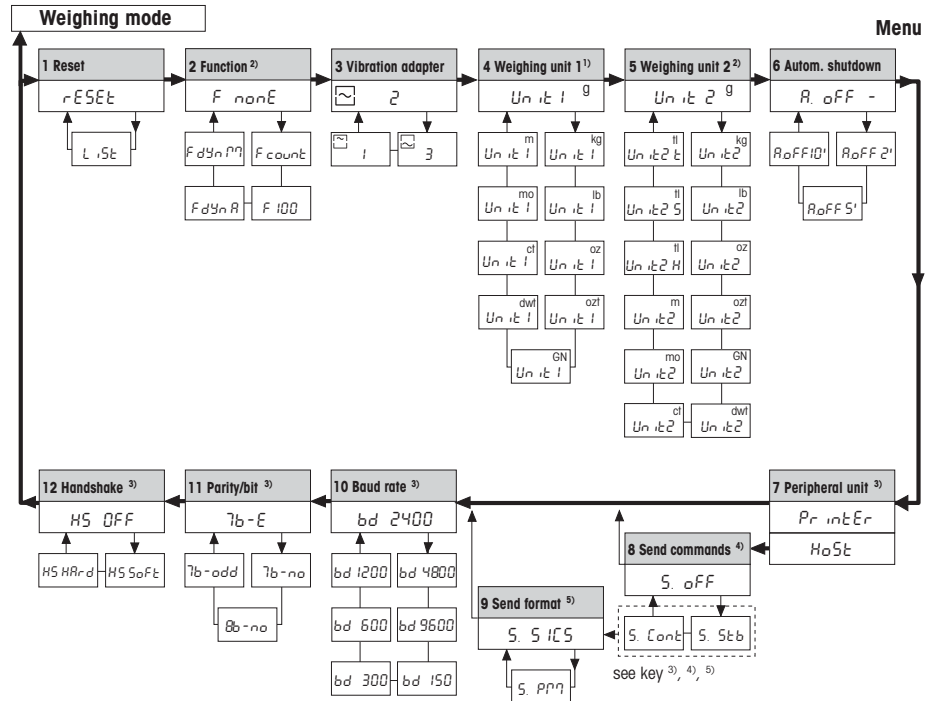 Weighing mode
Menu
1 Reset
rESEt
LiSt
2 Function 2)
F nonE
F dYn M
F count
F dYn A
F 100
3 Vibration adapter
2
1
3
4 Weighing unit 1 1)
Unit 1 g
Unit 1 m
Unit 1 kg
Unit 1 mo
Unit 1 lb
Unit 1 ct
Unit 1 oz
Unit 1 dwt
Unit 1 ozt
Unit 1 GN
5 Weighing unit 2 2)
Unit 2 g
Unit2 t tl
Unit2 kg
Unit2 S tl
Unit2 lb
Unit2 H tl
Unit2 oz
Unit2 m
Unit2 ozt
Unit2 mo
Unit2 GN
Unit2 ct
Unit2 dwt
6 Autom. shutdown
A. oFF -
A.oFF10'
A.oFF 2'
A.oFF 5'
7 Peripheral unit 3)
PrintEr
HoSt
8 Send commands 4)
S. oFF
S. Cont
S. Stb
see key 3), 4), 5)
9 Send format 5)
S. SICS
S. PM
10 Baud rate 3)
bd 2400
bd 1200
bd 4800
bd 600
bd 9600
bd 300
bd 150
11 Parity/bit 3)
7b-E
7b-odd
7b-no
8b-no
12 Handshake 3)
HS OFF
HS HArd
HS SoFt